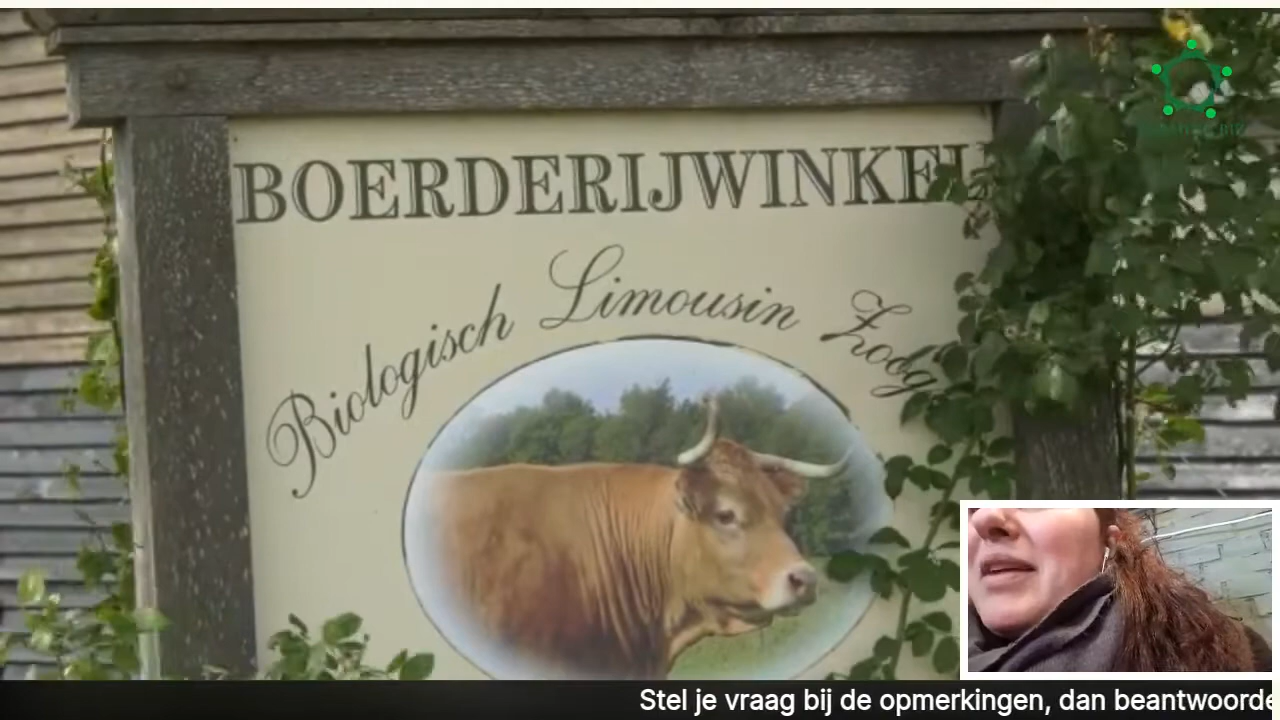 BOERDERIJWINKEL
Biologisch Limousin
Stel je vraag bij de opmerkingen, dan beantwoorde